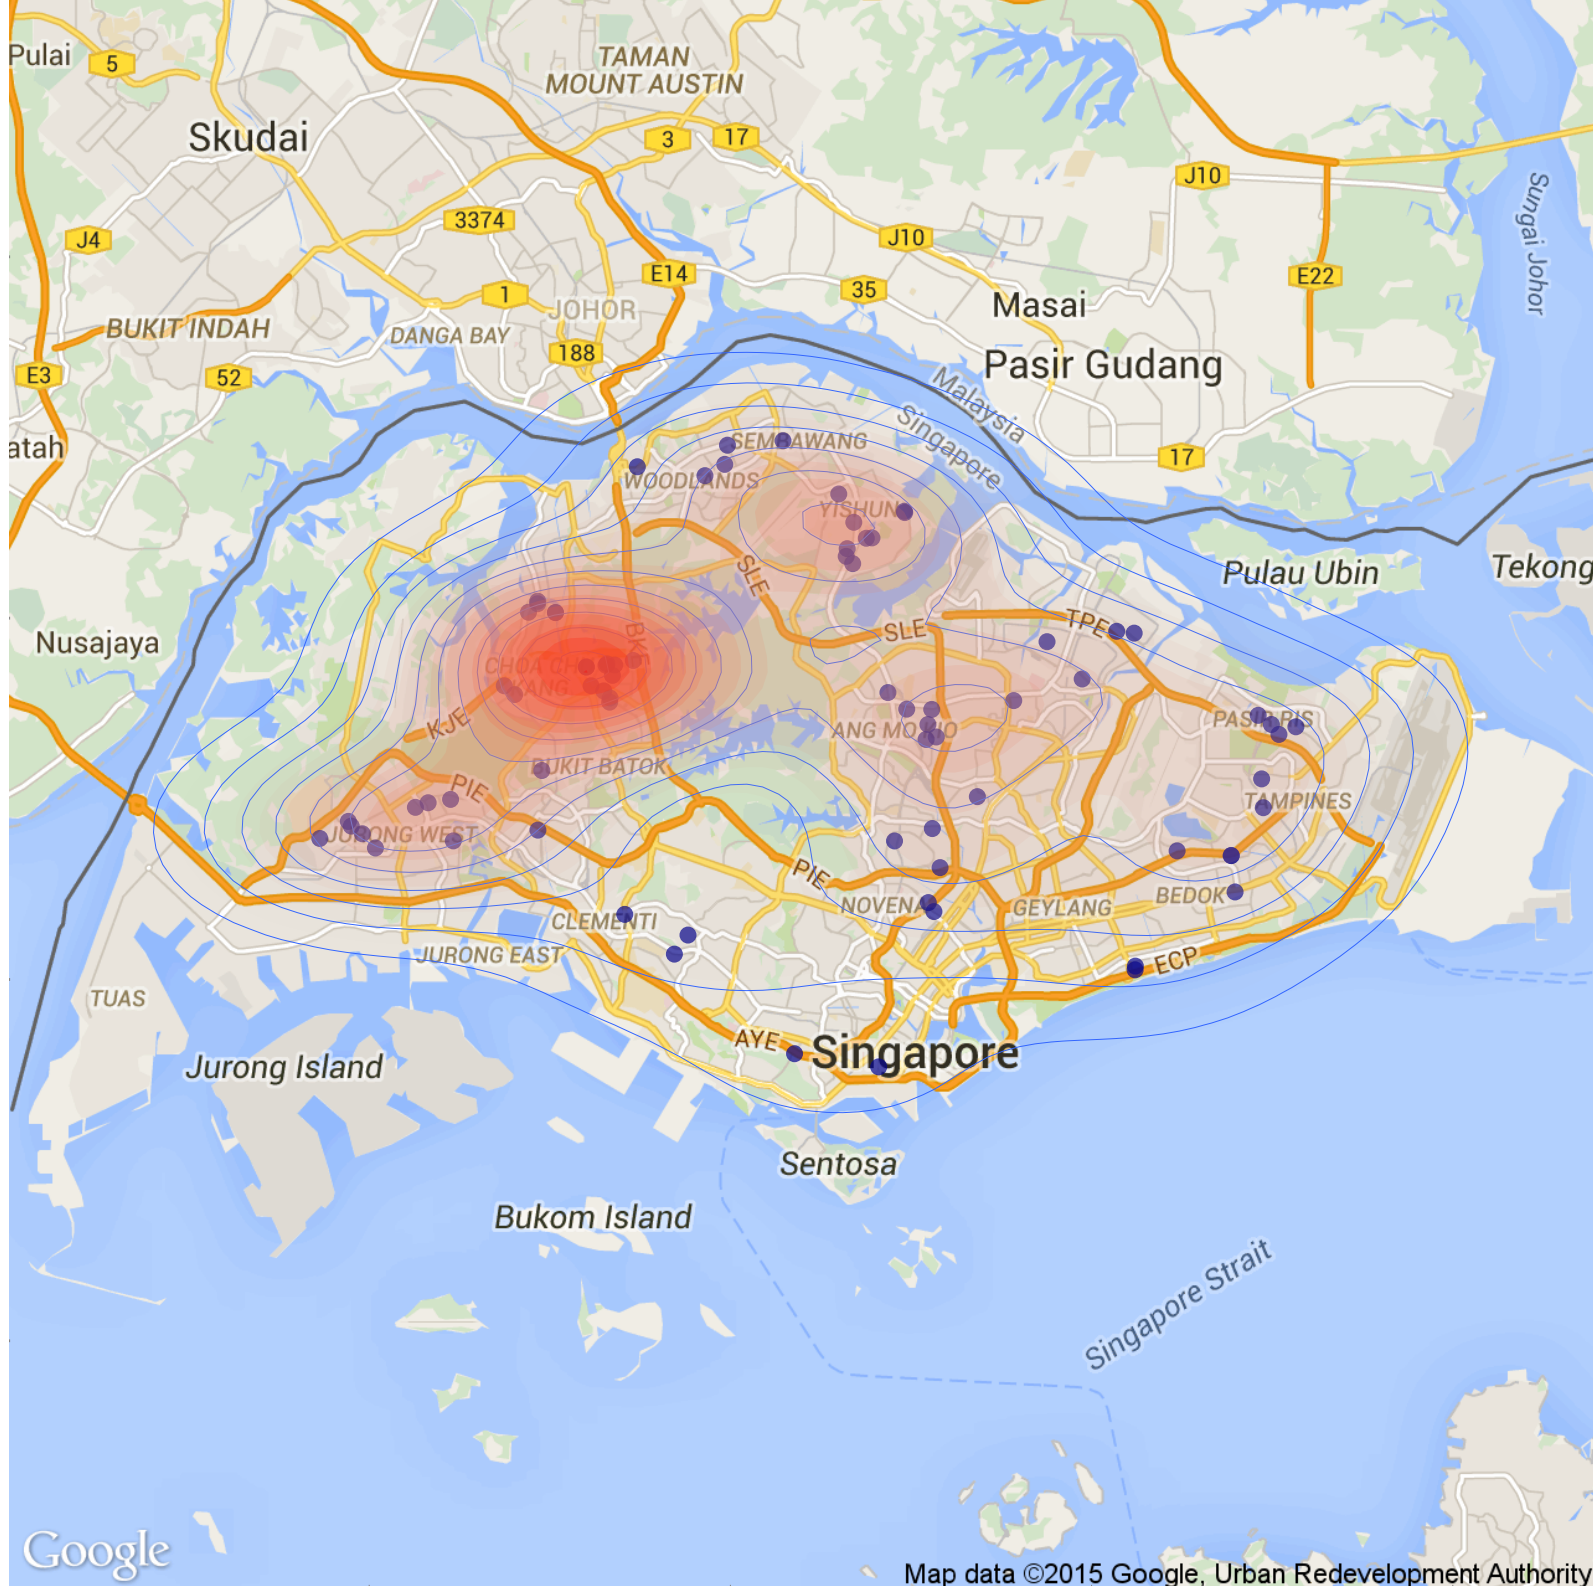 Pulai
5
TAMAN
MOUNT AUSTIN
Skudai
3
17
J10
Sungai Johor
3374
J4
J10
E14
E22
1
35
JOHOR
Masai
BUKIT INDAH
DANGA BAY
188
Pasir Gudang
E3
52
Malaysia
Singapore
atah
SEMBAWANG
17
WOODLANDS
YISHUN
Pulau Ubin
Tekong
SLE
Nusajaya
SLE
TPE
BKE
CHOA CHU
KANG
KJE
ANG MO KIO
PASIR RIS
BUKIT BATOK
PIE
TAMPINES
JURONG WEST
PIE
NOVENA
GEYLANG
BEDOK
CLEMENTI
JURONG EAST
ECP
TUAS
AYE
Singapore
Jurong Island
Sentosa
Bukom Island
Singapore Strait
Google
Map data ©2015 Google, Urban Redevelopment Authority